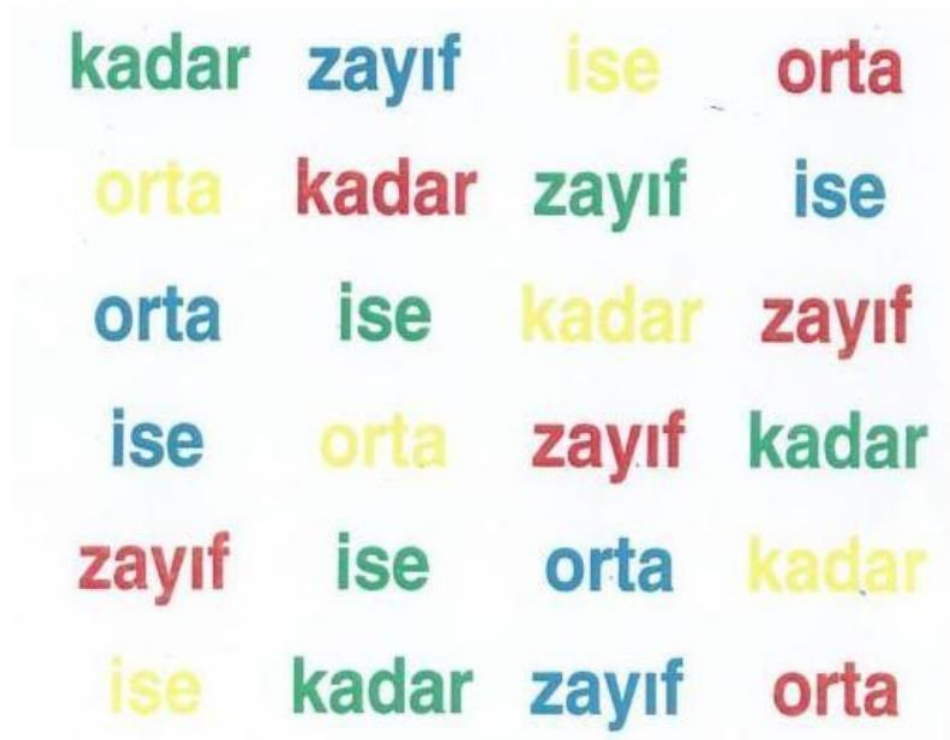 kadar zayıf ise orta
orta kadar zayıf ise
orta ise kadar zayıf
ise orta zayıf kadar
zayıf ise orta kadar
ise kadar zayıf orta